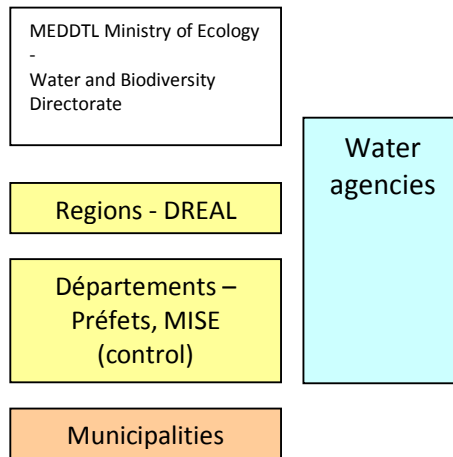 MEDDTL Ministry of Ecology
-
Water and Biodiversity
Directorate
Water
agencies
Regions - DREAL
Départements –
Préfets, MISE
(control)
Municipalities